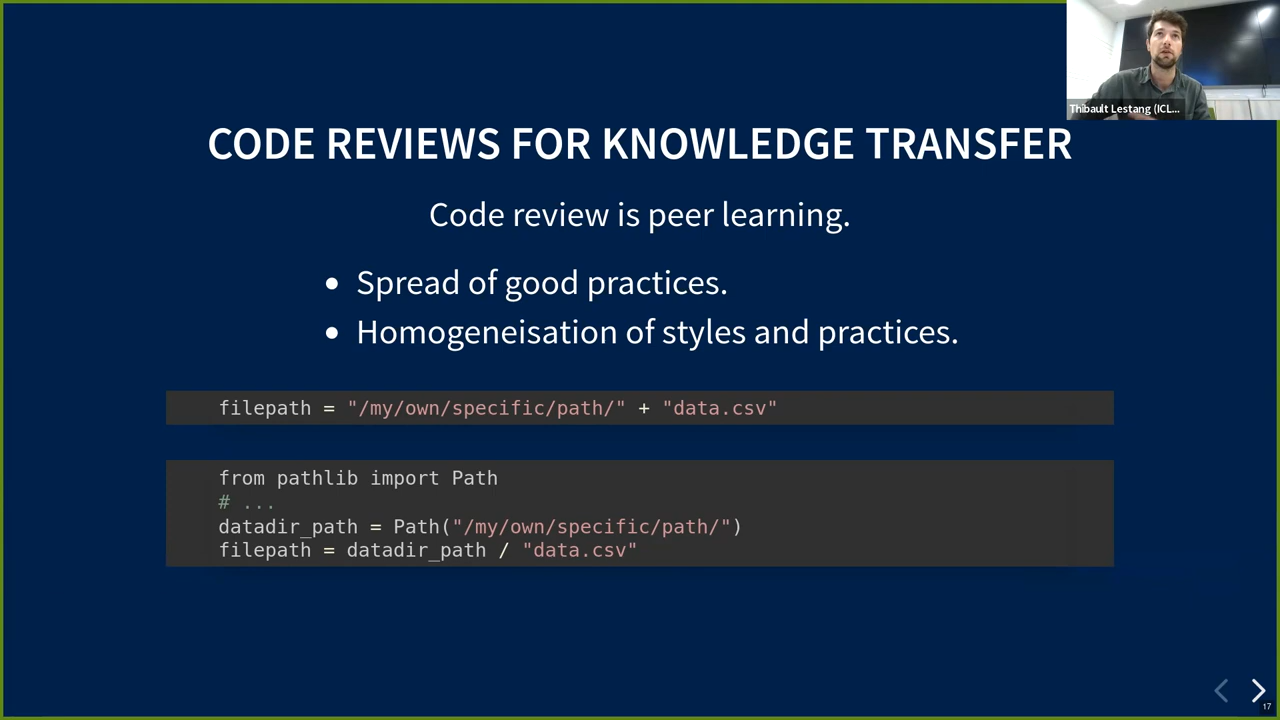 Thibault Lestang (ICL...
CODE REVIEWS FOR KNOWLEDGE TRANSFER
Code review is peer learning.
• Spread of good practices.
• Homogeneisation of styles and practices.
filepath = "/my/own/specific/path/" + "data.csv"
from pathlib import Path
# ...
datadir_path = Path("/my/own/specific/path/")
filepath = datadir_path / "data.csv"
17